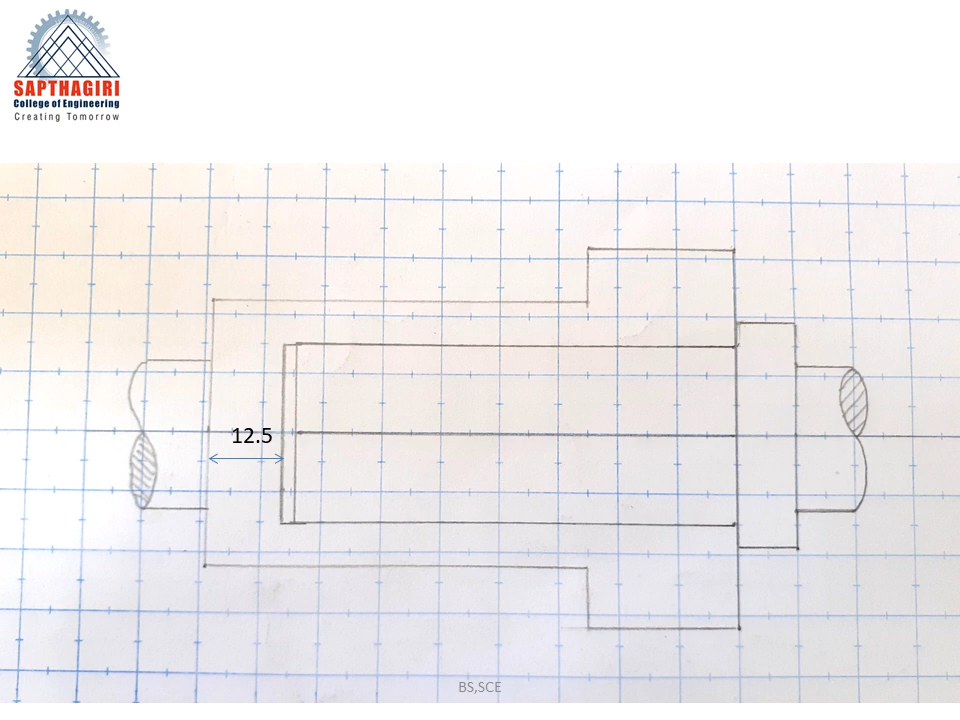 SAPTHAGIRI
College of Engineering
Creating Tomorrow
12.5
BS,SCE